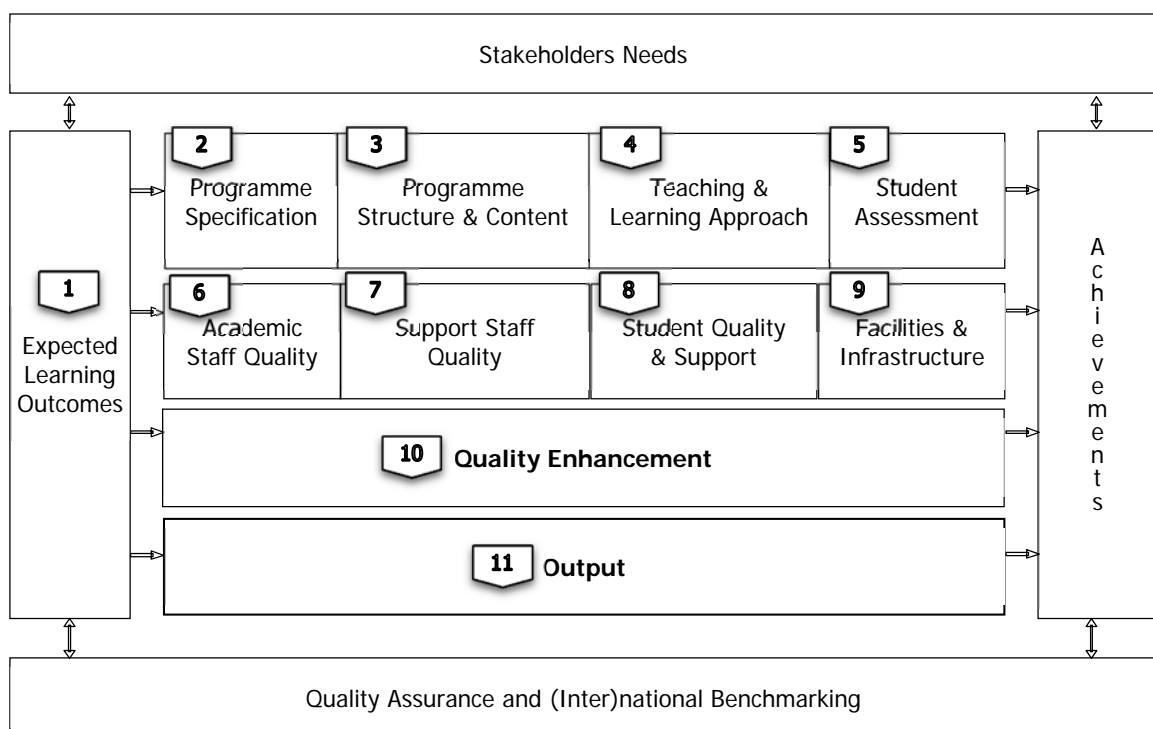 Stakeholders Needs
2
Programme
Specification
3
Programme
Structure & Content
4
Teaching &
Learning Approach
5
Student
Assessment
1
Expected
Learning
Outcomes
6
Academic
Staff Quality
7
Support Staff
Quality
8
Student Quality
& Support
9
Facilities &
Infrastructure
10 Quality Enhancement
11 Output
Achievements
Quality Assurance and (Inter)national Benchmarking